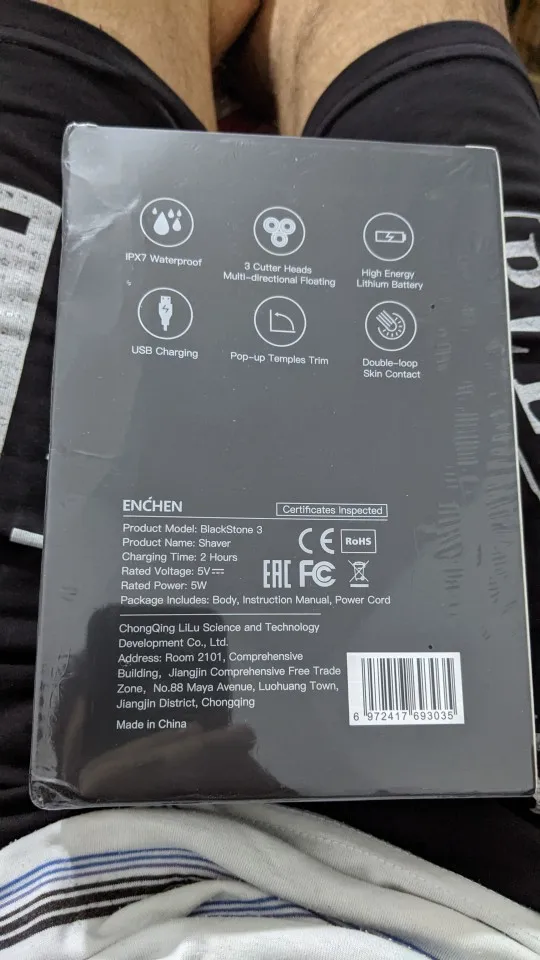 IPX7 Waterproof
3 Cutter Heads
Multi-directional Floating
High Energy
Lithium Battery
USB Charging
Pop-up Temples Trim
Double-loop
Skin Contact
ENCHEN
Certificates Inspected
Product Model: BlackStone 3
Product Name: Shaver
Charging Time: 2 Hours
Rated Voltage: 5V⎓
Rated Power: 5W
Package Includes: Body, Instruction Manual, Power Cord
CE RoHS
EAC FC
ChongQing LiLu Science and Technology
Development Co., Ltd.
Address: Room 2101, Comprehensive
Building, Jiangjin Comprehensive Free Trade
Zone, No.88 Maya Avenue, Luohuang Town,
Jiangjin District, Chongqing
Made in China
6 972417 693035